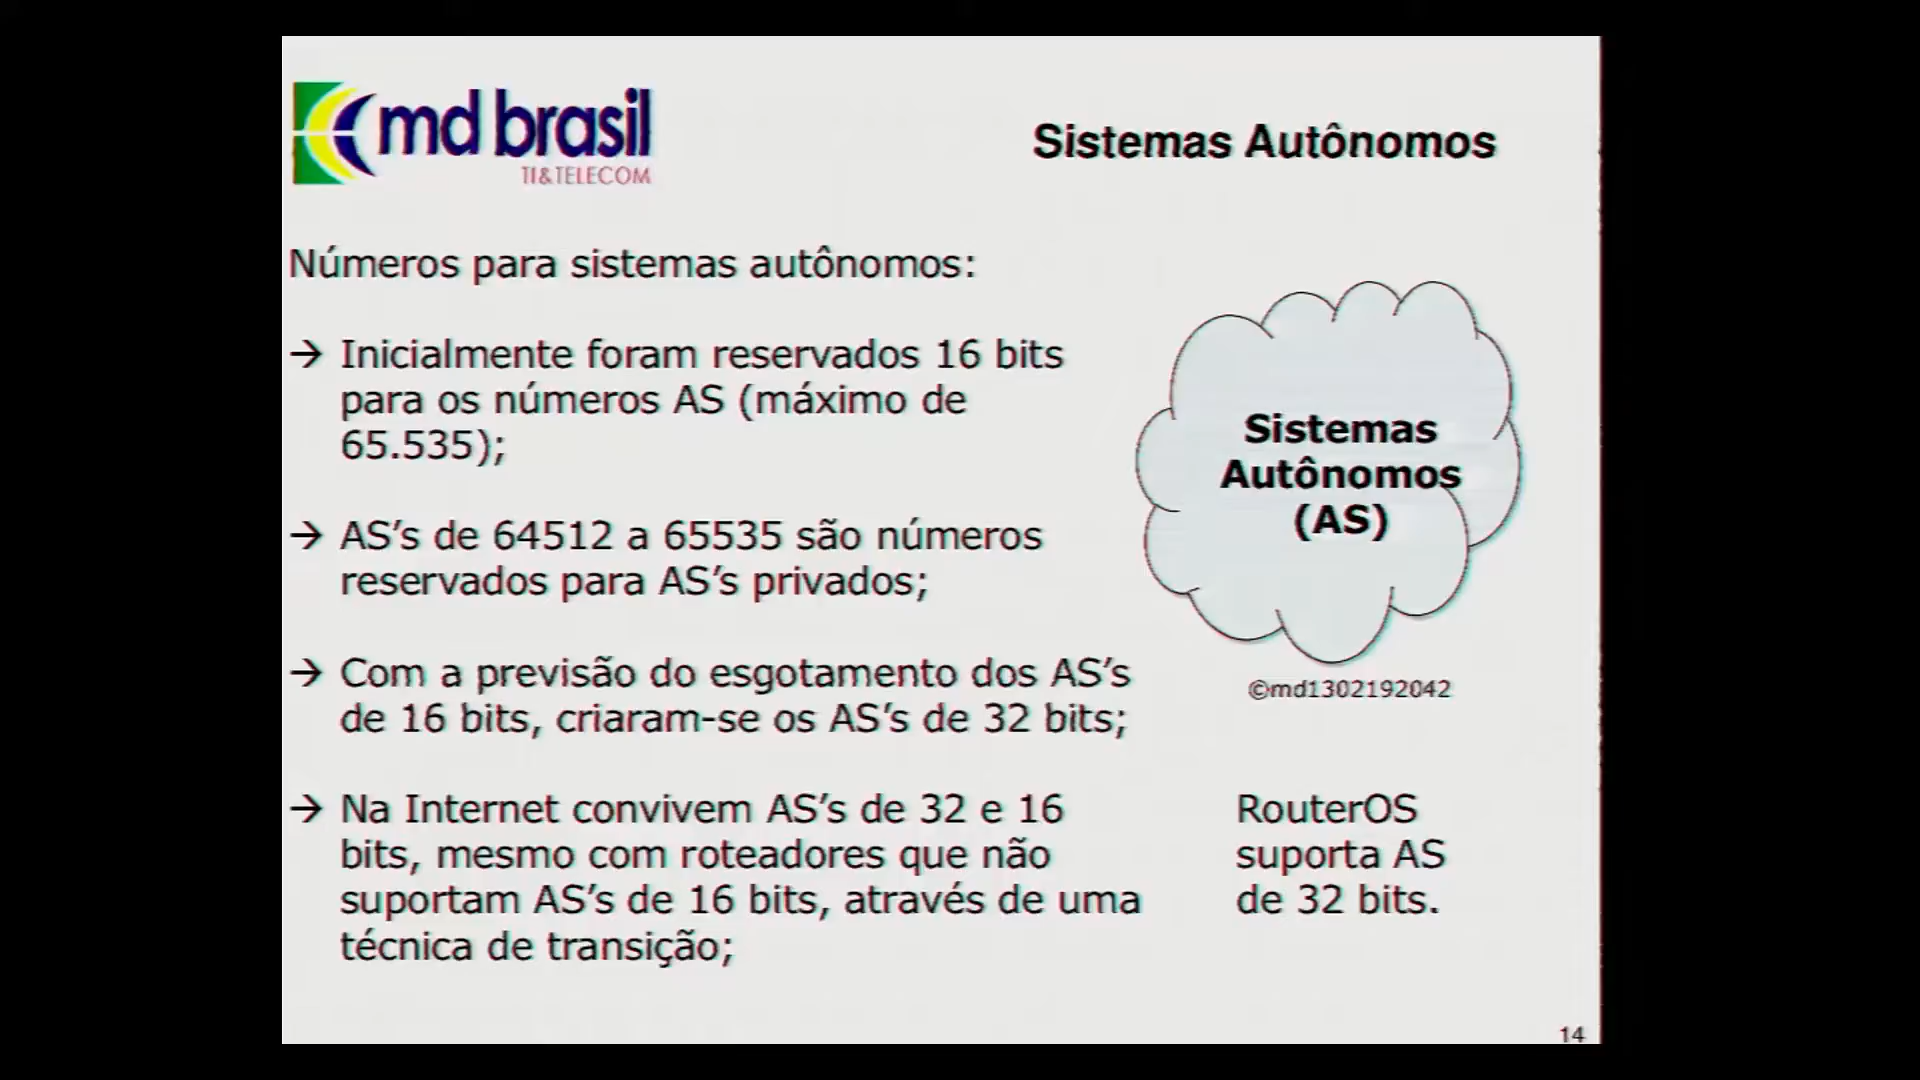 md brasil
TI&TELECOM
Sistemas Autônomos
Números para sistemas autônomos:
→ Inicialmente foram reservados 16 bits
para os números AS (máximo de
65.535);
→ AS’s de 64512 a 65535 são números
reservados para AS’s privados;
→ Com a previsão do esgotamento dos AS’s
de 16 bits, criaram-se os AS’s de 32 bits;
→ Na Internet convivem AS’s de 32 e 16
bits, mesmo com roteadores que não
suportam AS’s de 16 bits, através de uma
técnica de transição;
Sistemas
Autônomos
(AS)
©md1302192042
RouterOS
suporta AS
de 32 bits.
14